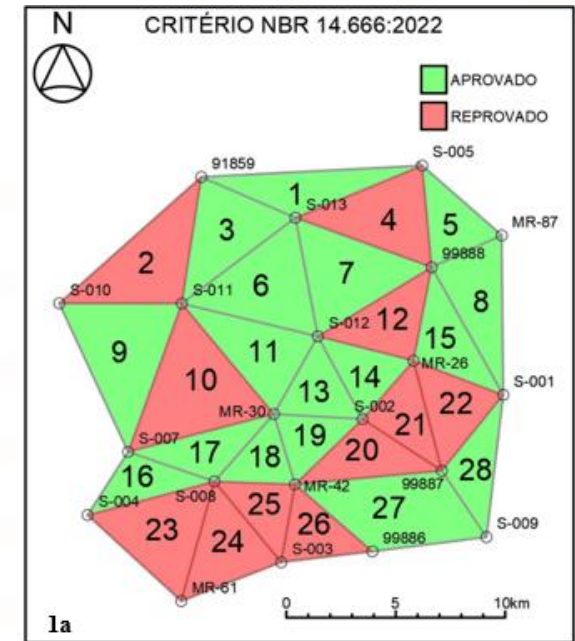 N
CRITÉRIO NBR 14.666:2022
APROVADO
REPROVADO
S-005
91859
1
S-013
4
5
MR-87
3
2
99888
7
6
8
S-010
S-011
12
S-012
15
11
9
MR-26
10
14
13
22
S-001
MR-30
S-002
21
19
20
S-007
17
18
16
99887
28
S-008
MR-42
S-004
25
27
23
26
S-009
24
99886
S-003
MR-61
1a
0
5
10km